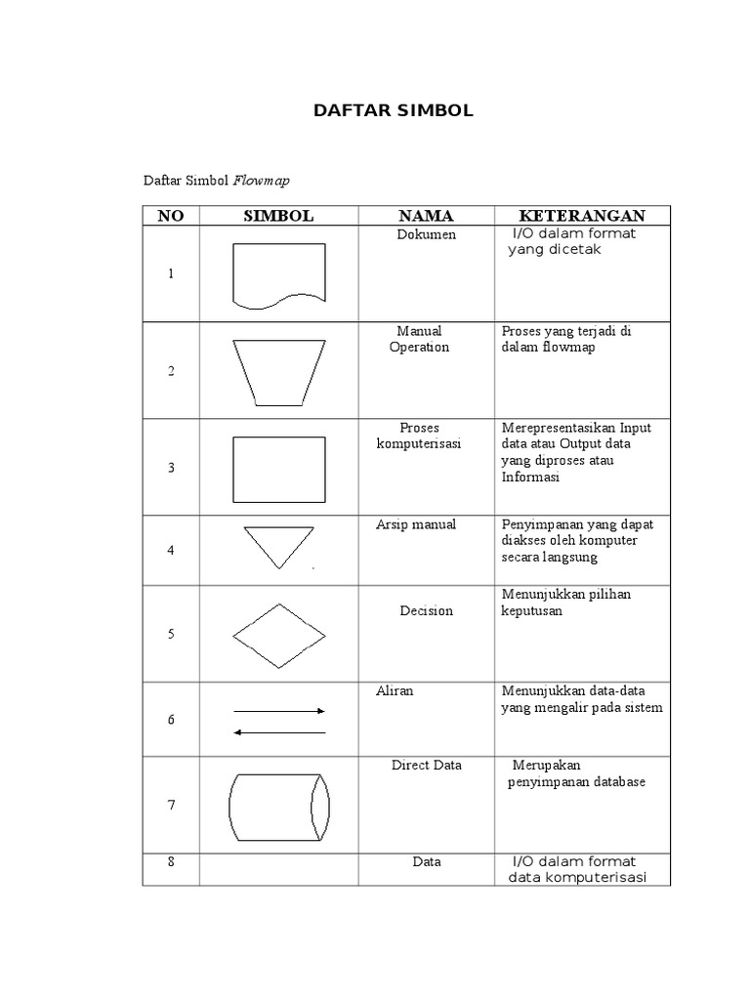 DAFTAR SIMBOL
Daftar Simbol Flowmap
NO SIMBOL NAMA KETERANGAN
1
Dokumen
I/O dalam format
yang dicetak
2
Manual
Operation
Proses yang terjadi di
dalam flowmap
3
Proses
komputerisasi
Merepresentasikan Input
data atau Output data
yang diproses atau
Informasi
4
Arsip manual
Penyimpanan yang dapat
diakses oleh komputer
secara langsung
5
Decision
Menunjukkan pilihan
keputusan
6
Aliran
Menunjukkan data-data
yang mengalir pada sistem
7
Direct Data
Merupakan
penyimpanan database
8
Data
I/O dalam format
data komputerisasi